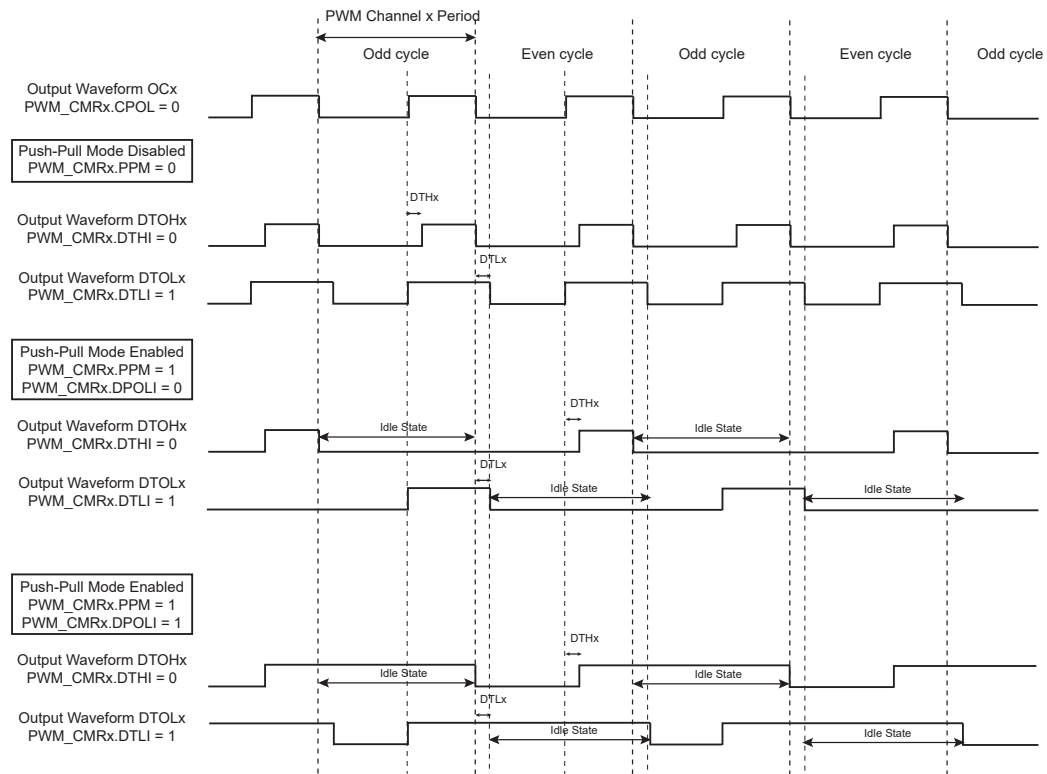 PWM Channel x Period
Odd cycle Even cycle Odd cycle Even cycle Odd cycle
Output Waveform OCx
PWM_CMRx.CPOL = 0
Push-Pull Mode Disabled
PWM_CMRx.PPM = 0
DTHx
Output Waveform DTOHx
PWM_CMRx.DTHI = 0
DTLx
Output Waveform DTOLx
PWM_CMRx.DTLI = 1
Push-Pull Mode Enabled
PWM_CMRx.PPM = 1
PWM_CMRx.DPOLI = 0
DTHx
Output Waveform DTOHx
PWM_CMRx.DTHI = 0
Idle State Idle State
DTLx
Output Waveform DTOLx
PWM_CMRx.DTLI = 1
Idle State Idle State
Push-Pull Mode Enabled
PWM_CMRx.PPM = 1
PWM_CMRx.DPOLI = 1
DTHx
Output Waveform DTOHx
PWM_CMRx.DTHI = 0
Idle State Idle State
DTLx
Output Waveform DTOLx
PWM_CMRx.DTLI = 1
Idle State Idle State